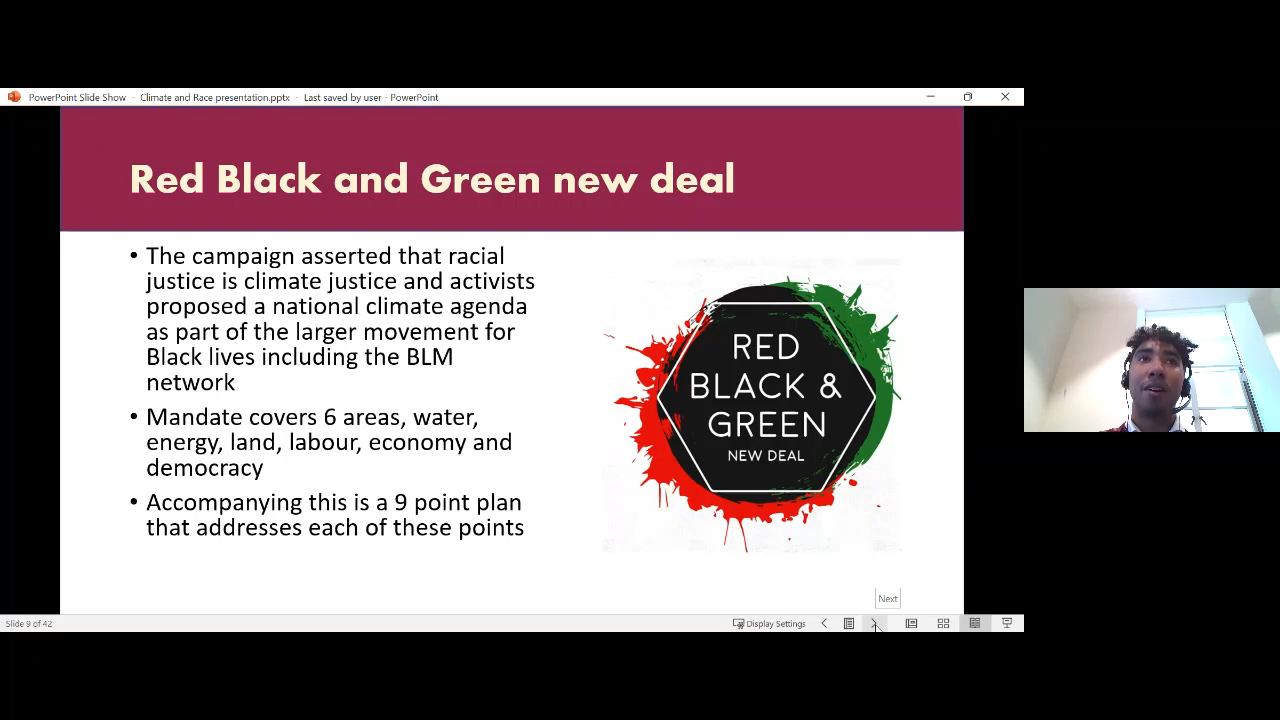 PowerPoint Slide Show - Climate and Race presentation.pptx - Last saved by user - PowerPoint
Red Black and Green new deal
• The campaign asserted that racial
justice is climate justice and activists
proposed a national climate agenda
as part of the larger movement for
Black lives including the BLM
network
• Mandate covers 6 areas, water,
energy, land, labour, economy and
democracy
• Accompanying this is a 9 point plan
that addresses each of these points
RED
BLACK &
GREEN
NEW DEAL
Next
Slide 9 of 42
Display Settings